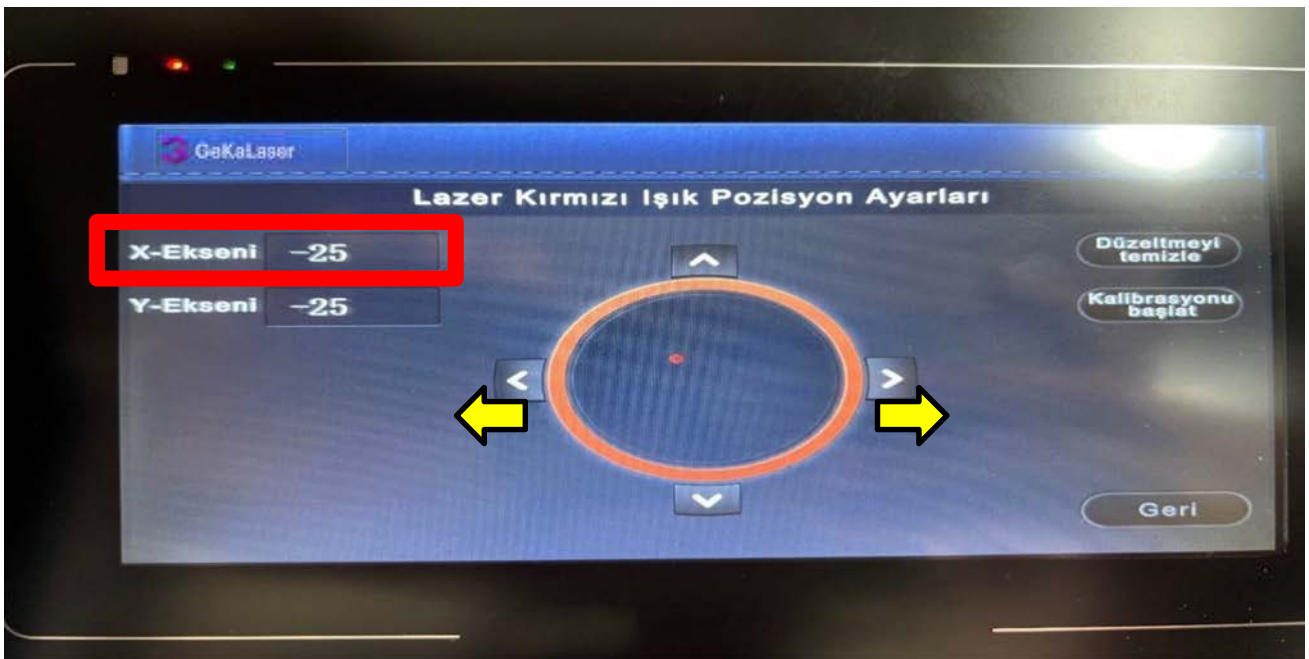 GeKaLaser
Lazer Kırmızı Işık Pozisyon Ayarları
X-Ekseni -25
Y-Ekseni -25
Düzeltmeyi
temizle
Kalibrasyonu
başlat
Geri